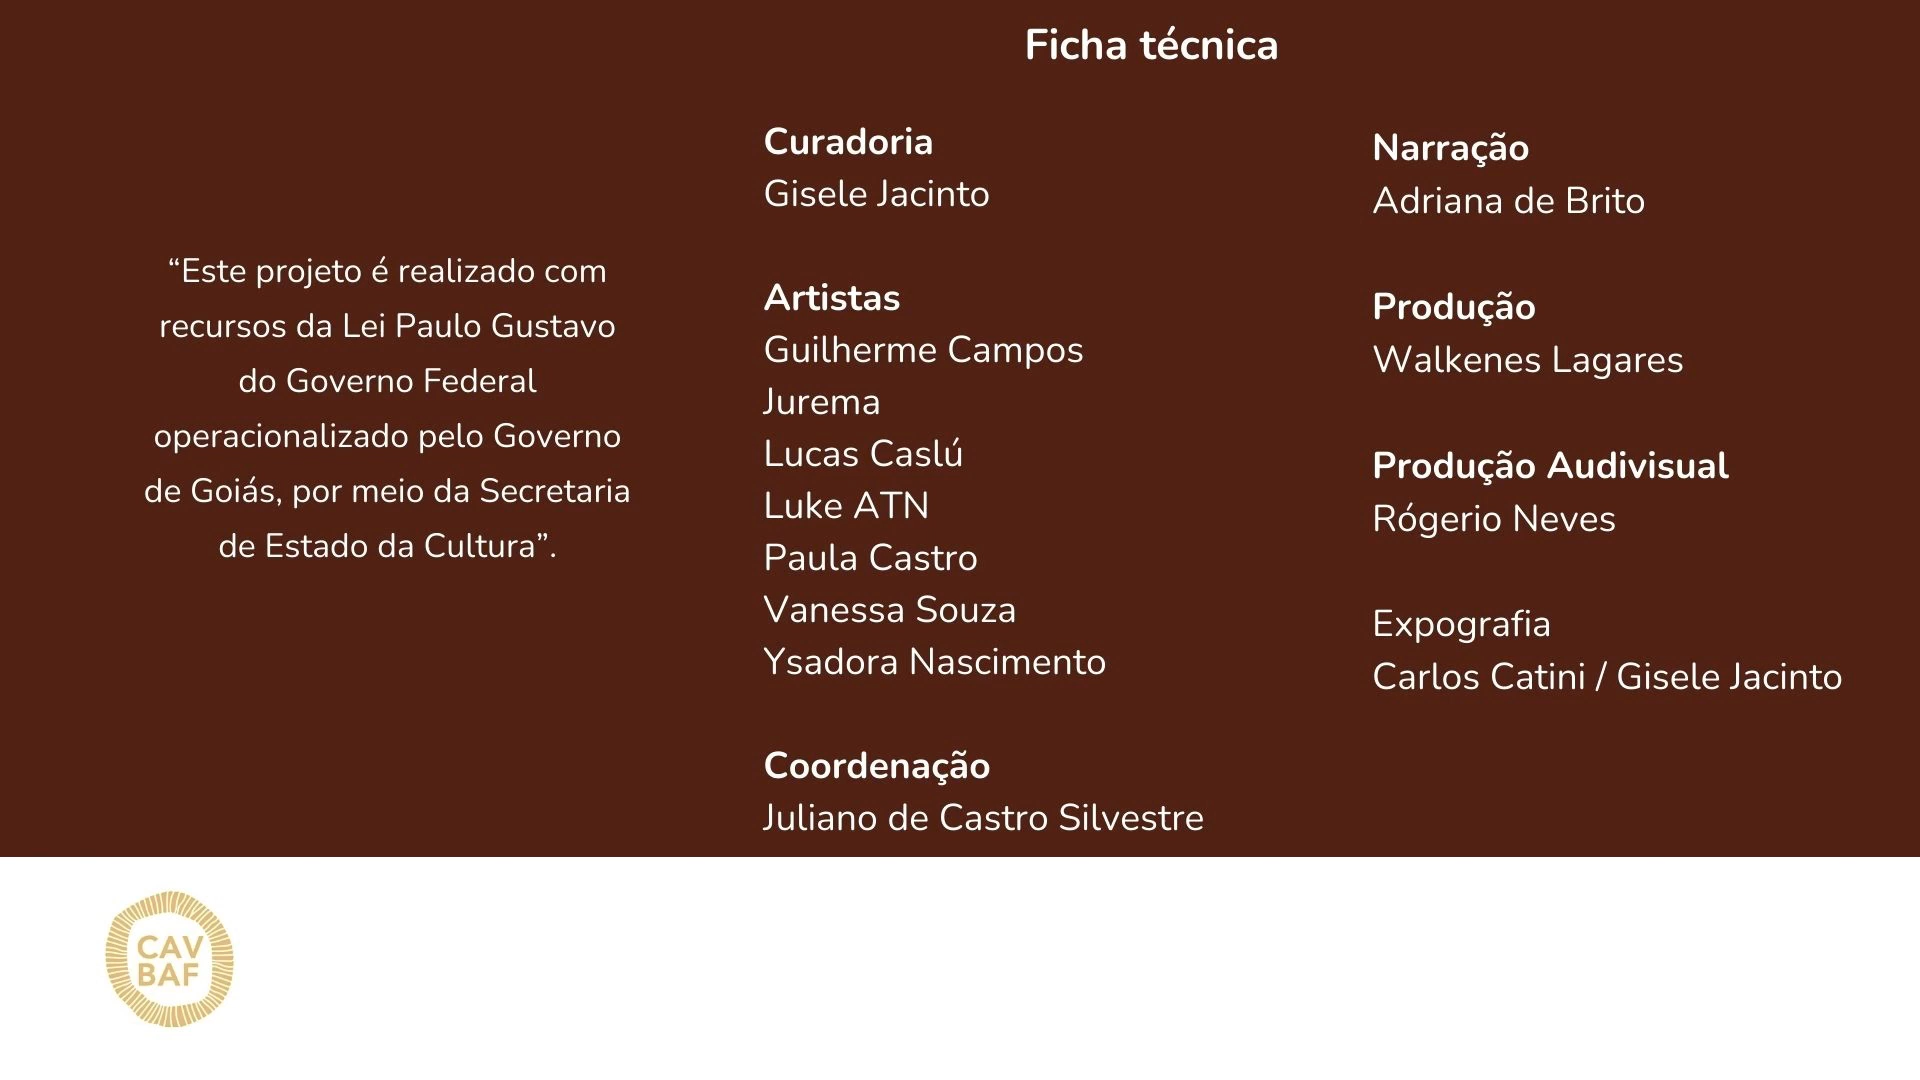 Ficha técnica
“Este projeto é realizado com
recursos da Lei Paulo Gustavo
do Governo Federal
operacionalizado pelo Governo
de Goiás, por meio da Secretaria
de Estado da Cultura”.
Curadoria
Gisele Jacinto
Artistas
Guilherme Campos
Jurema
Lucas Caslú
Luke ATN
Paula Castro
Vanessa Souza
Ysadora Nascimento
Coordenação
Juliano de Castro Silvestre
Narração
Adriana de Brito
Produção
Walkenes Lagares
Produção Audivisual
Rógerio Neves
Expografia
Carlos Catini / Gisele Jacinto
CAV
BAF